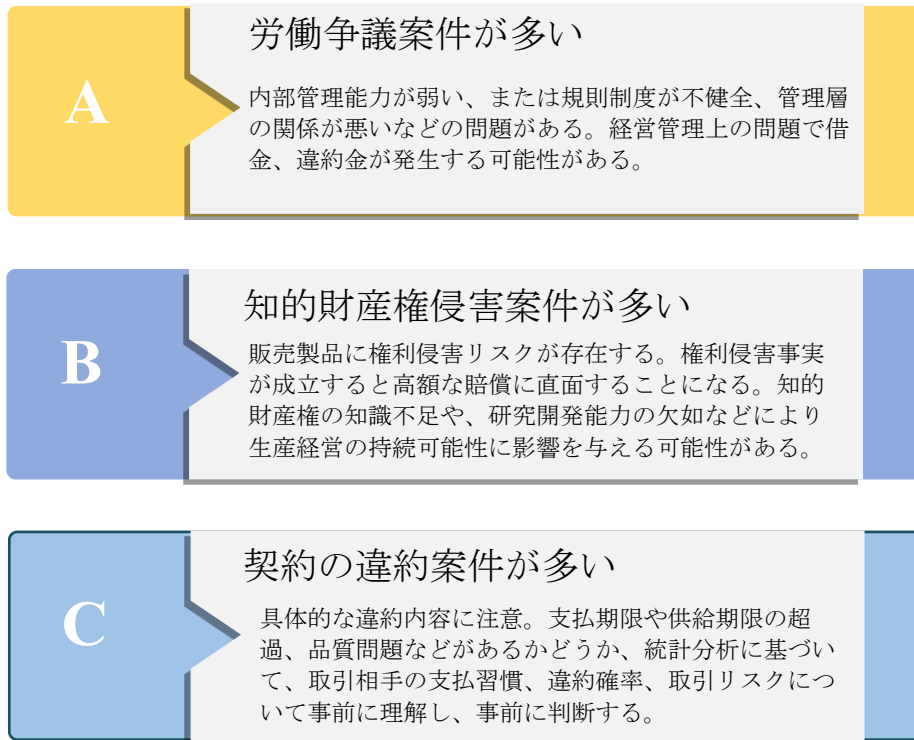 A
労働争議案件が多い
内部管理能力が弱い、または規則制度が不健全、管理層
の関係が悪いなどの問題がある。経営管理上の問題で借
金、違約金が発生する可能性がある。
B
知的財産権侵害案件が多い
販売製品に権利侵害リスクが存在する。権利侵害事実
が成立すると高額な賠償に直面することになる。知的
財産権の知識不足や、研究開発能力の欠如などにより
生産経営の持続可能性に影響を与える可能性がある。
C
契約の違約案件が多い
具体的な違約内容に注意。支払期限や供給期限の超
過、品質問題などがあるかどうか、統計分析に基づい
て、取引相手の支払習慣、違約確率、取引リスクにつ
いて事前に理解し、事前に判断する。